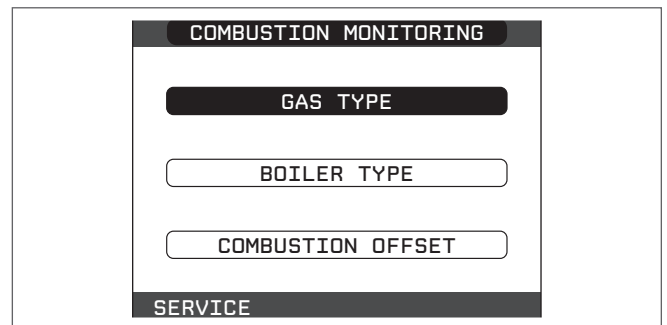 COMBUSTION MONITORING
GAS TYPE
BOILER TYPE
COMBUSTION OFFSET
SERVICE